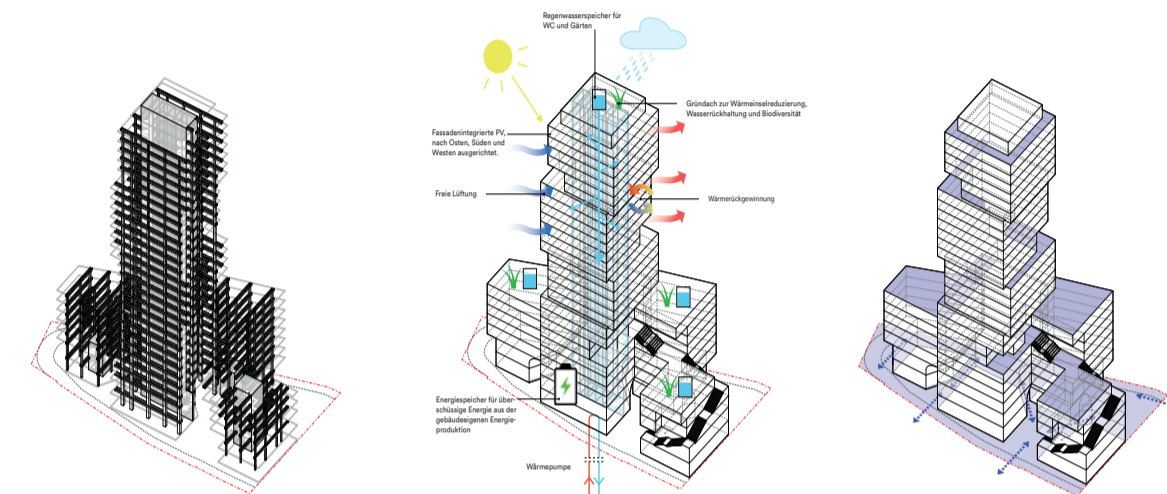 Regenwasserspeicher für
WC und Gärten
Gründach zur Wärmeinselreduzierung,
Wasserrückhaltung und Biodiversität
Fassadenintegrierte PV,
nach Osten, Süden und
Westen ausgerichtet.
Freie Lüftung
Wärmerückgewinnung
Energiespeicher für über-
schüssige Energie aus der
gebäudeeigenen Energie-
produktion
Wärmepumpe